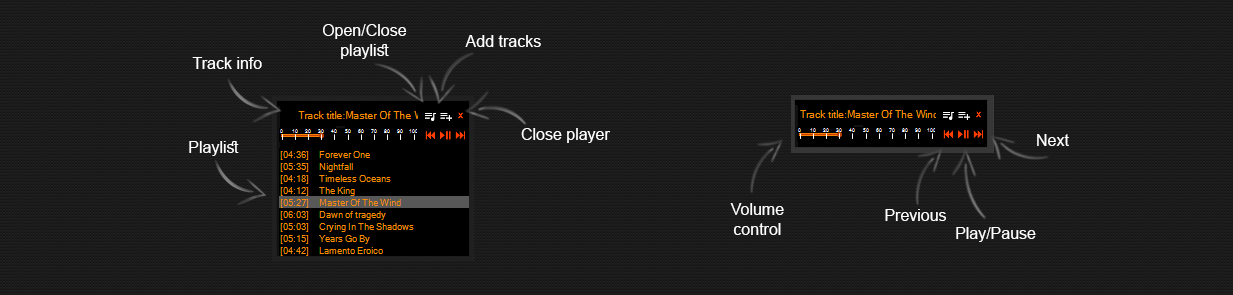 Open/Close
playlist
Add tracks
Track info
Track title:Master Of The W
x
0 10 20 30 40 50 60 70 80 90 100
Close player
Playlist
[04:36] Forever One
[05:35] Nightfall
[04:18] Timeless Oceans
[04:12] The King
[05:27] Master Of The Wind
[06:03] Dawn of tragedy
[05:03] Crying In The Shadows
[05:15] Years Go By
[04:42] Lamento Eroico
Track title:Master Of The Wind
x
0 10 20 30 40 50 60 70 80 90 100
Next
Volume
control
Previous
Play/Pause